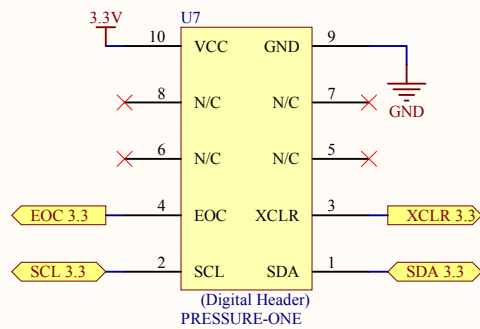 3.3V
U7
10 VCC GND 9
8 N/C N/C 7
GND
6 N/C N/C 5
EOC 3.3 4 EOC XCLR 3 XCLR 3.3
SCL 3.3 2 SCL SDA 1 SDA 3.3
(Digital Header)
PRESSURE-ONE